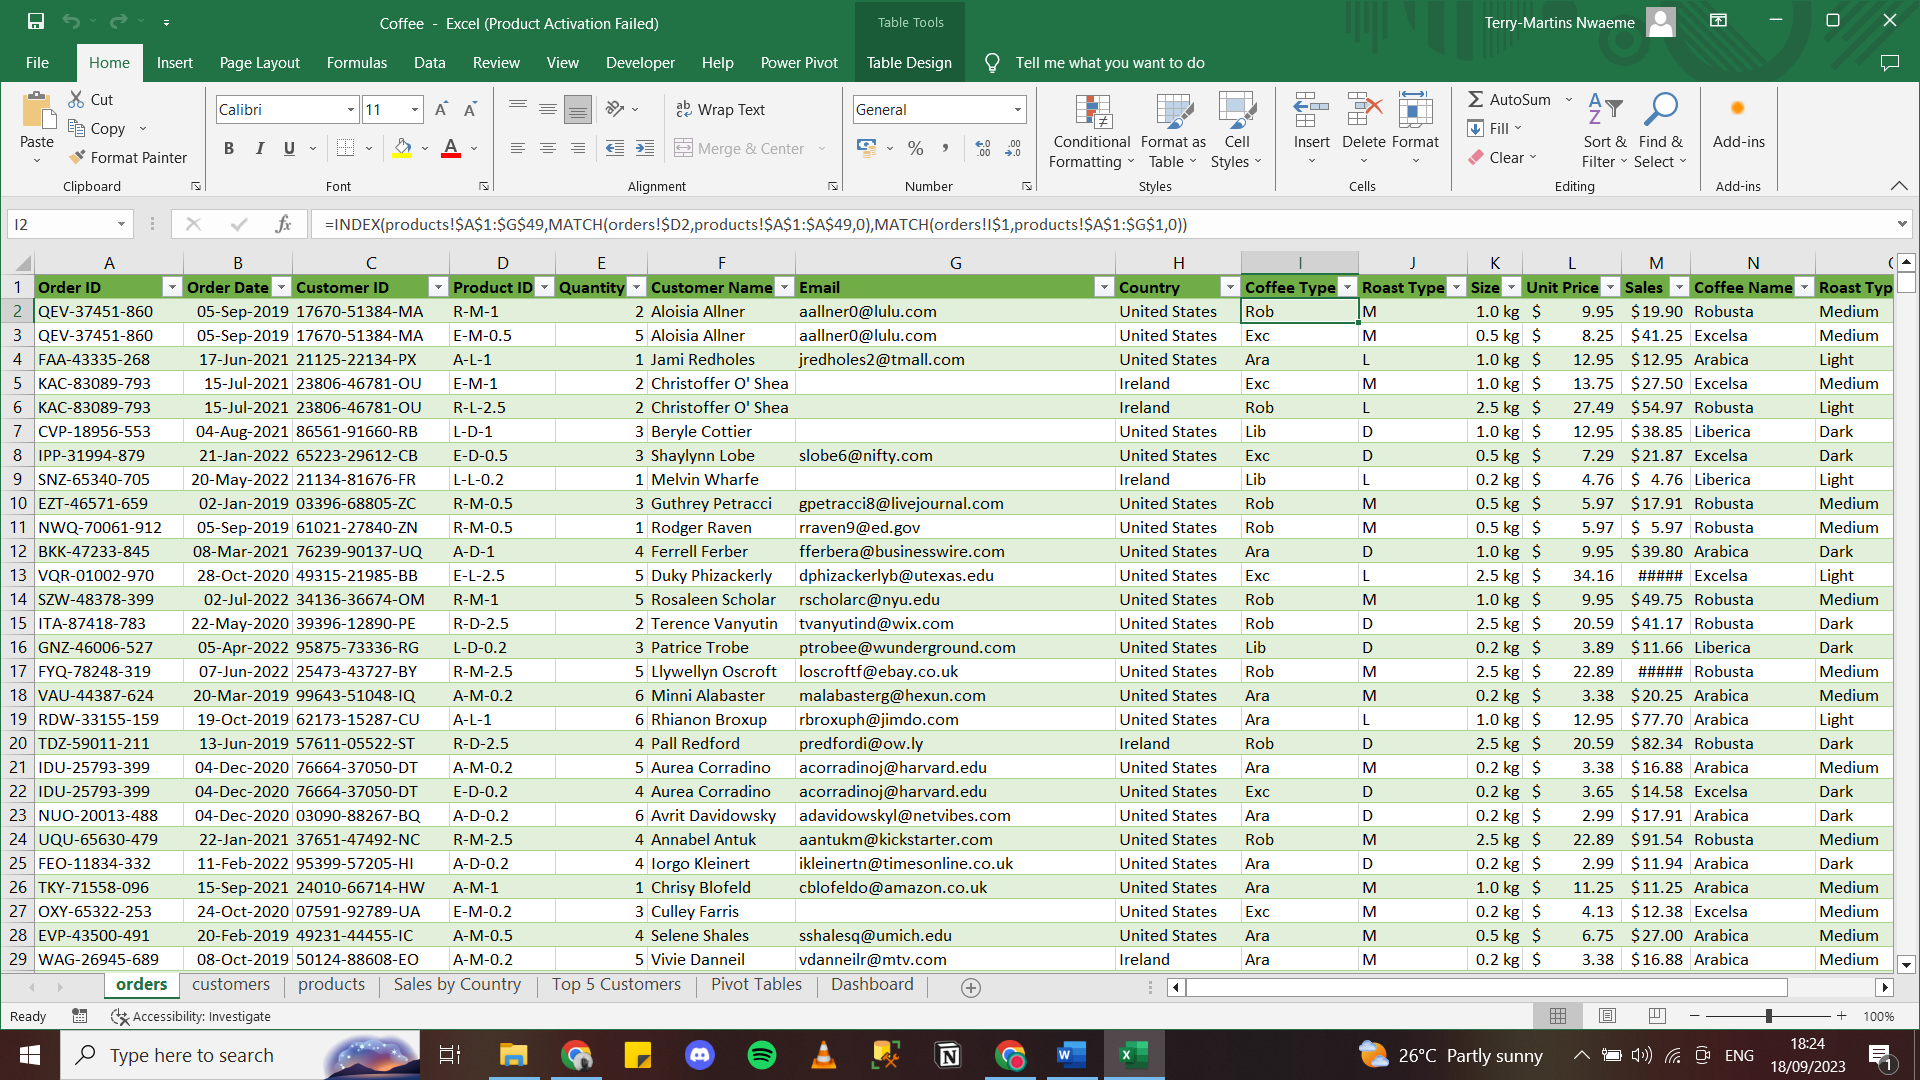 Coffee - Excel (Product Activation Failed)
Table Tools
Terry-Martins Nwaeme
File Home Insert Page Layout Formulas Data Review View Developer Help Power Pivot Table Design Tell me what you want to do
Paste
Cut
Copy
Format Painter
Clipboard
Calibri 11
B I U
Font
Wrap Text
Merge & Center
Alignment
General
Number
Conditional Formatting
Format as Table
Cell Styles
Styles
Insert Delete Format
Cells
AutoSum
Fill
Clear
Sort & Filter
Find & Select
Editing
Add-ins
Add-ins
I2 fx =INDEX(products!$A$1:$G$49,MATCH(orders!$D2,products!$A$1:$A$49,0),MATCH(orders!I$1,products!$A$1:$G$1,0))
A B C D E F G H I J K L M N
1 Order ID Order Date Customer ID Product ID Quantity Customer Name Email Country Coffee Type Roast Type Size Unit Price Sales Coffee Name Roast Typ
2 QEV-37451-860 05-Sep-2019 17670-51384-MA R-M-1 2 Aloisia Allner aallner0@lulu.com United States Rob M 1.0 kg $ 9.95 $19.90 Robusta Medium
3 QEV-37451-860 05-Sep-2019 17670-51384-MA E-M-0.5 5 Aloisia Allner aallner0@lulu.com United States Exc M 0.5 kg $ 8.25 $41.25 Excelsa Medium
4 FAA-43335-268 17-Jun-2021 21125-22134-PX A-L-1 1 Jami Redholes jredholes2@tmall.com United States Ara L 1.0 kg $ 12.95 $12.95 Arabica Light
5 KAC-83089-793 15-Jul-2021 23806-46781-OU E-M-1 2 Christoffer O' Shea Ireland Exc M 1.0 kg $ 13.75 $27.50 Excelsa Medium
6 KAC-83089-793 15-Jul-2021 23806-46781-OU R-L-2.5 2 Christoffer O' Shea Ireland Rob L 2.5 kg $ 27.49 $54.97 Robusta Light
7 CVP-18956-553 04-Aug-2021 86561-91660-RB L-D-1 3 Beryle Cottier United States Lib D 1.0 kg $ 12.95 $38.85 Liberica Dark
8 IPP-31994-879 21-Jan-2022 65223-29612-CB E-D-0.5 3 Shaylynn Lobe slobe6@nifty.com United States Exc D 0.5 kg $ 7.29 $21.87 Excelsa Dark
9 SNZ-65340-705 20-May-2022 21134-81676-FR L-L-0.2 1 Melvin Wharfe Ireland Lib L 0.2 kg $ 4.76 $ 4.76 Liberica Light
10 EZT-46571-659 02-Jan-2019 03396-68805-ZC R-M-0.5 3 Guthrey Petracci gpetracci8@livejournal.com United States Rob M 0.5 kg $ 5.97 $17.91 Robusta Medium
11 NWQ-70061-912 05-Sep-2019 61021-27840-ZN R-M-0.5 1 Rodger Raven rraven9@ed.gov United States Rob M 0.5 kg $ 5.97 $ 5.97 Robusta Medium
12 BKK-47233-845 08-Mar-2021 76239-90137-UQ A-D-1 4 Ferrell Ferber fferbera@businesswire.com United States Ara D 1.0 kg $ 9.95 $39.80 Arabica Dark
13 VQR-01002-970 28-Oct-2020 49315-21985-BB E-L-2.5 5 Duky Phizackerly dphizackerlyb@utexas.edu United States Exc L 2.5 kg $ 34.16 ##### Excelsa Light
14 SZW-48378-399 02-Jul-2022 34136-36674-OM R-M-1 5 Rosaleen Scholar rscholarc@nyu.edu United States Rob M 1.0 kg $ 9.95 $49.75 Robusta Medium
15 ITA-87418-783 22-May-2020 39396-12890-PE R-D-2.5 2 Terence Vanyutin tvanyutind@wix.com United States Rob D 2.5 kg $ 20.59 $41.17 Robusta Dark
16 GNZ-46006-527 05-Apr-2022 95875-73336-RG L-D-0.2 3 Patrice Trobe ptrobee@wunderground.com United States Lib D 0.2 kg $ 3.89 $11.66 Liberica Dark
17 FYQ-78248-319 07-Jun-2022 25473-43727-BY R-M-2.5 5 Llywellyn Oscroft loscroftf@ebay.co.uk United States Rob M 2.5 kg $ 22.89 ##### Robusta Medium
18 VAU-44387-624 20-Mar-2019 99643-51048-IQ A-M-0.2 6 Minni Alabaster malabasterg@hexun.com United States Ara M 0.2 kg $ 3.38 $20.25 Arabica Medium
19 RDW-33155-159 19-Oct-2019 62173-15287-CU A-L-1 6 Rhianon Broxup rbroxuph@jimdo.com United States Ara L 1.0 kg $ 12.95 $77.70 Arabica Light
20 TDZ-59011-211 13-Jun-2019 57611-05522-ST R-D-2.5 4 Pall Redford predfordi@ow.ly Ireland Rob D 2.5 kg $ 20.59 $82.34 Robusta Dark
21 IDU-25793-399 04-Dec-2020 76664-37050-DT A-M-0.2 5 Aurea Corradino acorradinoj@harvard.edu United States Ara M 0.2 kg $ 3.38 $16.88 Arabica Medium
22 IDU-25793-399 04-Dec-2020 76664-37050-DT E-D-0.2 4 Aurea Corradino acorradinoj@harvard.edu United States Exc D 0.2 kg $ 3.65 $14.58 Excelsa Dark
23 NUO-20013-488 04-Dec-2020 03090-88267-BQ A-D-0.2 6 Avrit Davidowsky adavidowskyl@netvibes.com United States Ara D 0.2 kg $ 2.99 $17.91 Arabica Dark
24 UQU-65630-479 22-Jan-2021 37651-47492-NC R-M-2.5 4 Annabel Antuk aantukm@kickstarter.com United States Rob M 2.5 kg $ 22.89 $91.54 Robusta Medium
25 FEO-11834-332 11-Feb-2022 95399-57205-HI A-D-0.2 4 Iorgo Kleinert ikleinertn@timesonline.co.uk United States Ara D 0.2 kg $ 2.99 $11.94 Arabica Dark
26 TKY-71558-096 15-Sep-2021 24010-66714-HW A-M-1 1 Chrisy Blofeld cblofeldo@amazon.co.uk United States Ara M 1.0 kg $ 11.25 $11.25 Arabica Medium
27 OXY-65322-253 24-Oct-2020 07591-92789-UA E-M-0.2 3 Culley Farris United States Exc M 0.2 kg $ 4.13 $12.38 Excelsa Medium
28 EVP-43500-491 20-Feb-2019 49231-44455-IC A-M-0.5 4 Selene Shales sshalesq@umich.edu United States Ara M 0.5 kg $ 6.75 $27.00 Arabica Medium
29 WAG-26945-689 08-Oct-2019 50124-88608-EO A-M-0.2 5 Vivie Danneil vdanneilr@mtv.com Ireland Ara M 0.2 kg $ 3.38 $16.88 Arabica Medium
orders customers products Sales by Country Top 5 Customers Pivot Tables Dashboard
Ready Accessibility: Investigate 100%
Type here to search 26°C Partly sunny ENG 18:24
18/09/2023 1